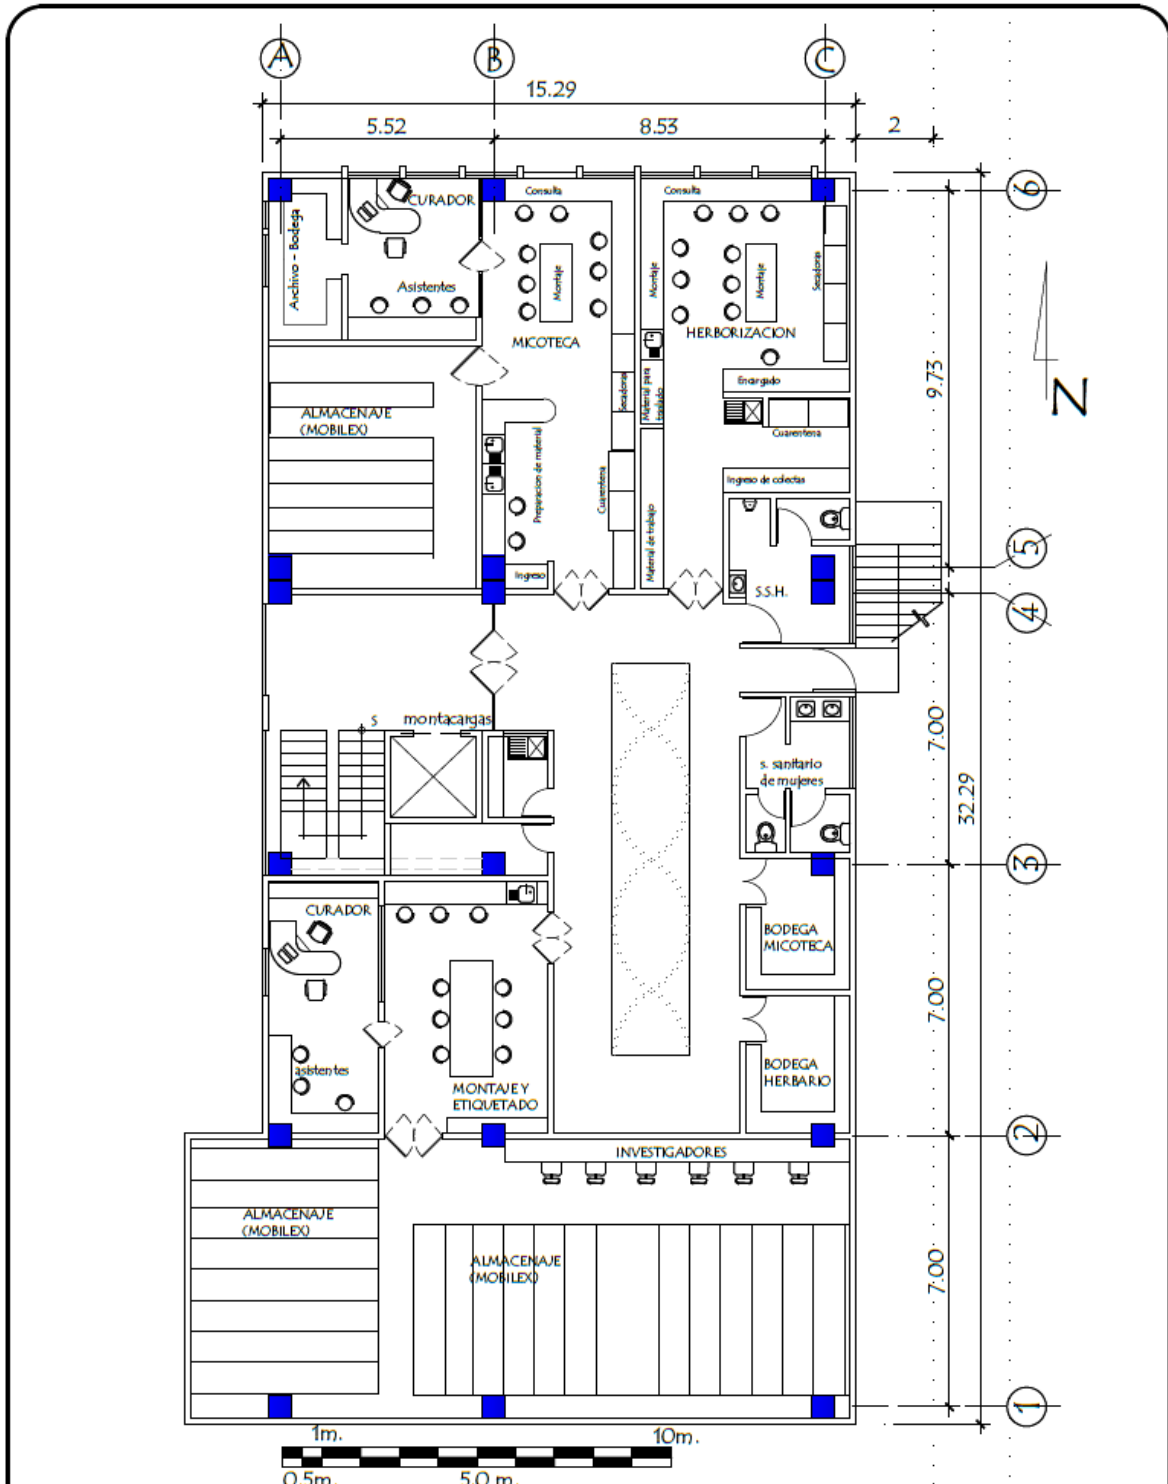 A
B
C
15.29
5.52
8.53
2
6
Archivo - Bodega
CURADOR
Asistentes
Consulta
Montaje
MICOTECA
Consulta
Montaje
Montaje
Secadoras
HERBORIZACION
9.73
N
ALMACENAJE
(MOBILEX)
Secadoras
Material para
traslado
Encargado
Cuarentena
Preparacion de material
Cuarentena
Ingreso de colectas
Material de trabajo
Ingreso
S.S.H.
5
4
S
montacargas
7.00
s. sanitario
de mujeres
32.29
3
CURADOR
BODEGA
MICOTECA
7.00
asistentes
MONTAJE Y
ETIQUETADO
BODEGA
HERBARIO
2
INVESTIGADORES
ALMACENAJE
(MOBILEX)
ALMACENAJE
(MOBILEX)
7.00
1
1m.
10m.
0.5m.
5.0 m.